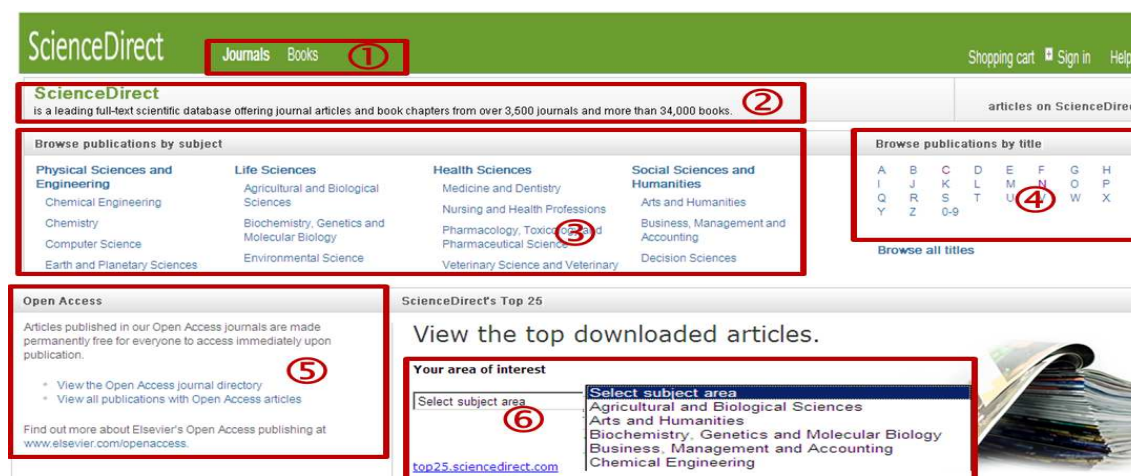 ScienceDirect Journals Books ① Shopping cart Sign in Help
ScienceDirect
is a leading full-text scientific database offering journal articles and book chapters from over 3,500 journals and more than 34,000 books. ②
articles on ScienceDirec
Browse publications by subject
Physical Sciences and
Engineering
Chemical Engineering
Chemistry
Computer Science
Earth and Planetary Sciences
Life Sciences
Agricultural and Biological
Sciences
Biochemistry, Genetics and
Molecular Biology
Environmental Science
Health Sciences
Medicine and Dentistry
Nursing and Health Professions
Pharmacology, Toxicology and
Pharmaceutical Science
③
Veterinary Science and Veterinary
Social Sciences and
Humanities
Arts and Humanities
Business, Management and
Accounting
Decision Sciences
Browse publications by title
A B C D E F G H
I J K L M N O P
Q R S T U V W X
④
Y Z 0-9
Browse all titles
Open Access
Articles published in our Open Access journals are made
permanently free for everyone to access immediately upon
publication.
⑤
View the Open Access journal directory
View all publications with Open Access articles
Find out more about Elsevier's Open Access publishing at
www.elsevier.com/openaccess.
ScienceDirect's Top 25
View the top downloaded articles.
Your area of interest
Select subject area
⑥
Select subject area
Agricultural and Biological Sciences
Arts and Humanities
Biochemistry, Genetics and Molecular Biology
Business, Management and Accounting
Chemical Engineering
top25.sciencedirect.com